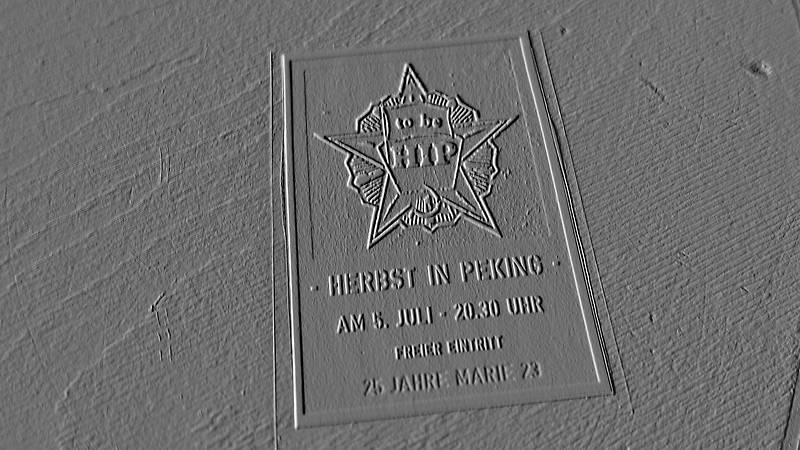 to be
HIP
· HERBST IN PEKING ·
AM 5. JULI · 20.30 UHR
FREIER EINTRITT
25 JAHRE MARIE 23